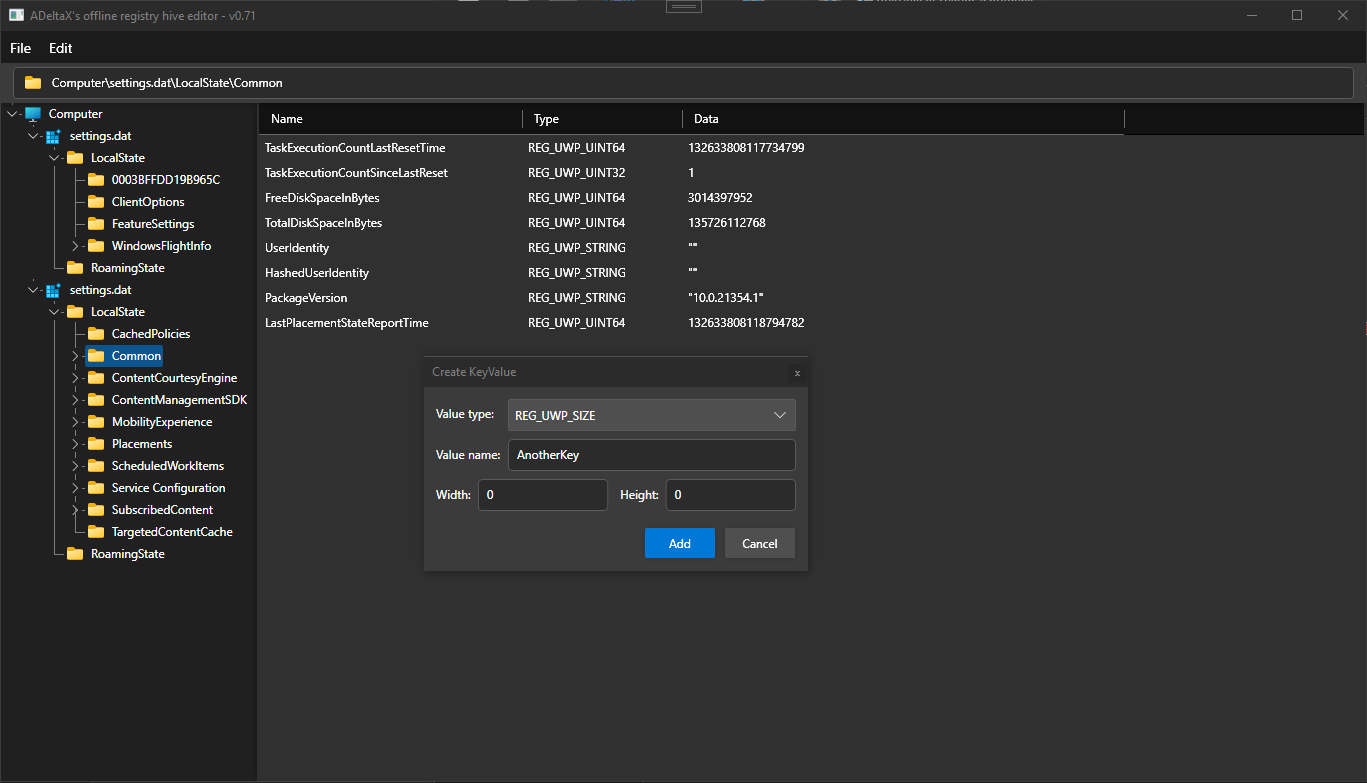 ADeltaX's offline registry hive editor - v0.71
File Edit
Computer\settings.dat\LocalState\Common
Computer
settings.dat
LocalState
0003BFFDD19B965C
ClientOptions
FeatureSettings
WindowsFlightInfo
RoamingState
settings.dat
LocalState
CachedPolicies
Common
ContentCourtesyEngine
ContentManagementSDK
MobilityExperience
Placements
ScheduledWorkItems
Service Configuration
SubscribedContent
TargetedContentCache
RoamingState
Name Type Data
TaskExecutionCountLastResetTime REG_UWP_UINT64 132633808117734799
TaskExecutionCountSinceLastReset REG_UWP_UINT32 1
FreeDiskSpaceInBytes REG_UWP_UINT64 3014397952
TotalDiskSpaceInBytes REG_UWP_UINT64 135726112768
UserIdentity REG_UWP_STRING ""
HashedUserIdentity REG_UWP_STRING ""
PackageVersion REG_UWP_STRING "10.0.21354.1"
LastPlacementStateReportTime REG_UWP_UINT64 132633808118794782
Create KeyValue x
Value type: REG_UWP_SIZE
Value name: AnotherKey
Width: 0 Height: 0
Add Cancel